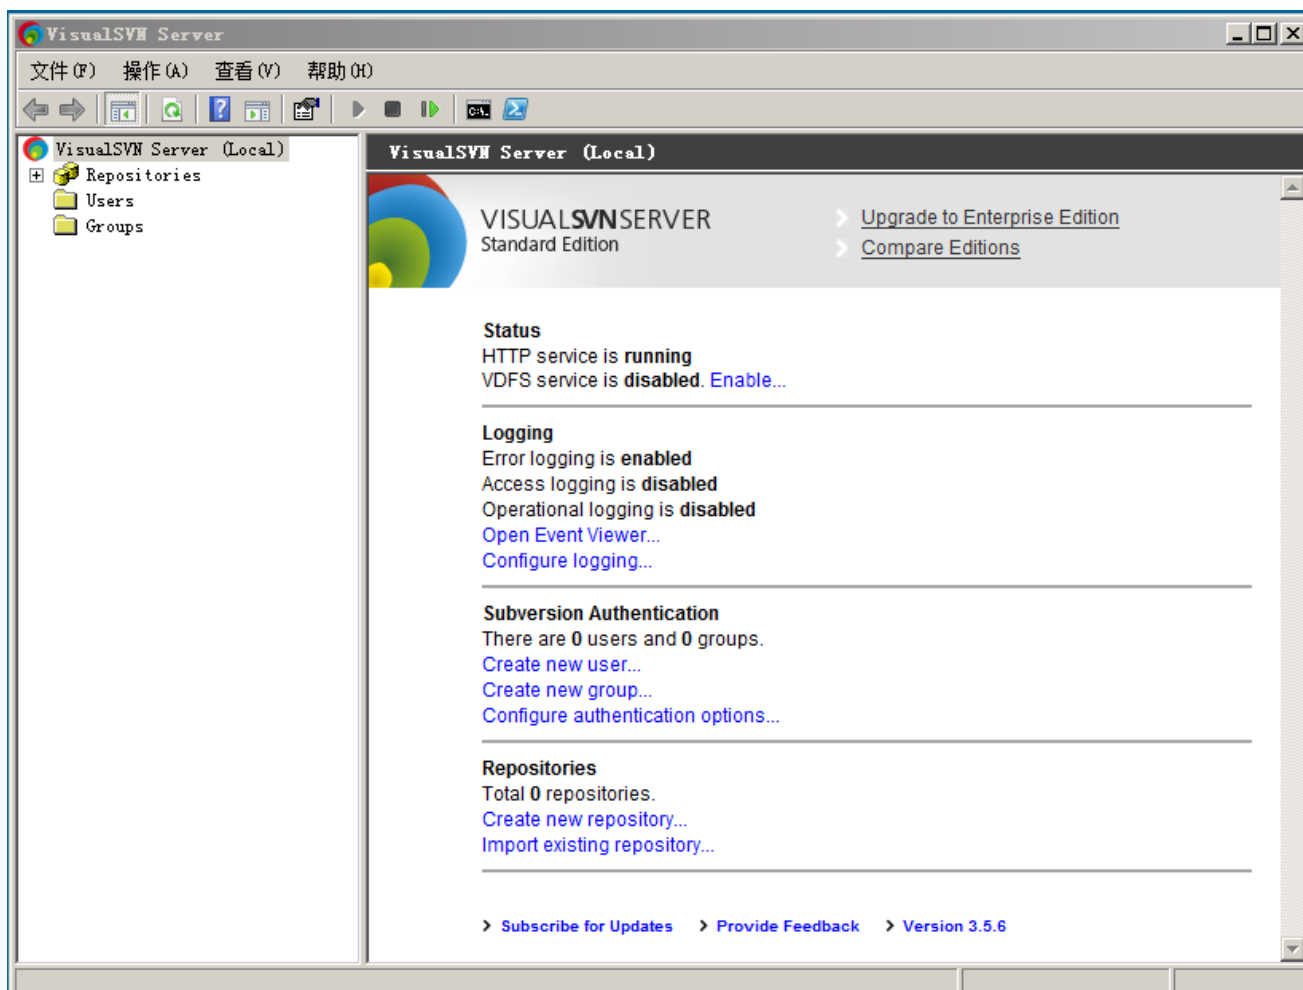 VisualSVN Server
文件(F) 操作(A) 查看(V) 帮助(H)
C:\.
VisualSVN Server (Local)
Repositories
Users
Groups
VisualSVN Server (Local)
VISUALSVNSERVER
Standard Edition
Upgrade to Enterprise Edition
Compare Editions
Status
HTTP service is running
VDFS service is disabled. Enable...
Logging
Error logging is enabled
Access logging is disabled
Operational logging is disabled
Open Event Viewer...
Configure logging...
Subversion Authentication
There are 0 users and 0 groups.
Create new user...
Create new group...
Configure authentication options...
Repositories
Total 0 repositories.
Create new repository...
Import existing repository...
Subscribe for Updates Provide Feedback Version 3.5.6